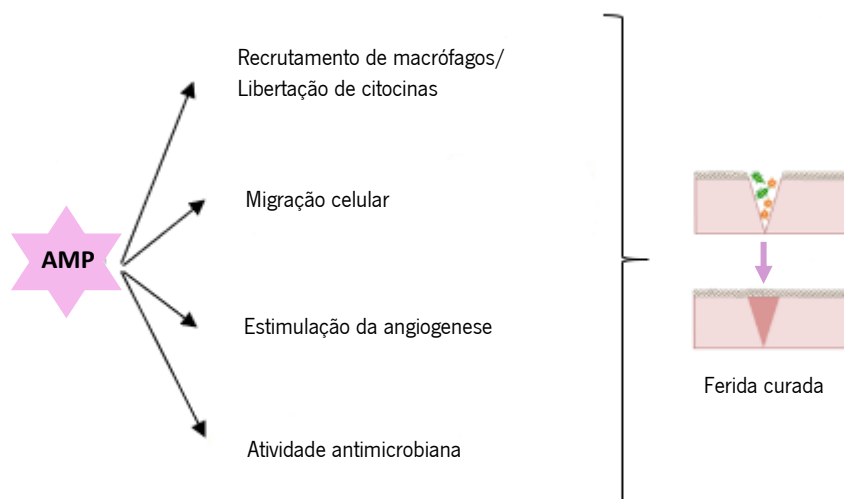 Recrutamento de macrófagos/
Libertação de citocinas
Migração celular
AMP
Estimulação da angiogenese
Ferida curada
Atividade antimicrobiana